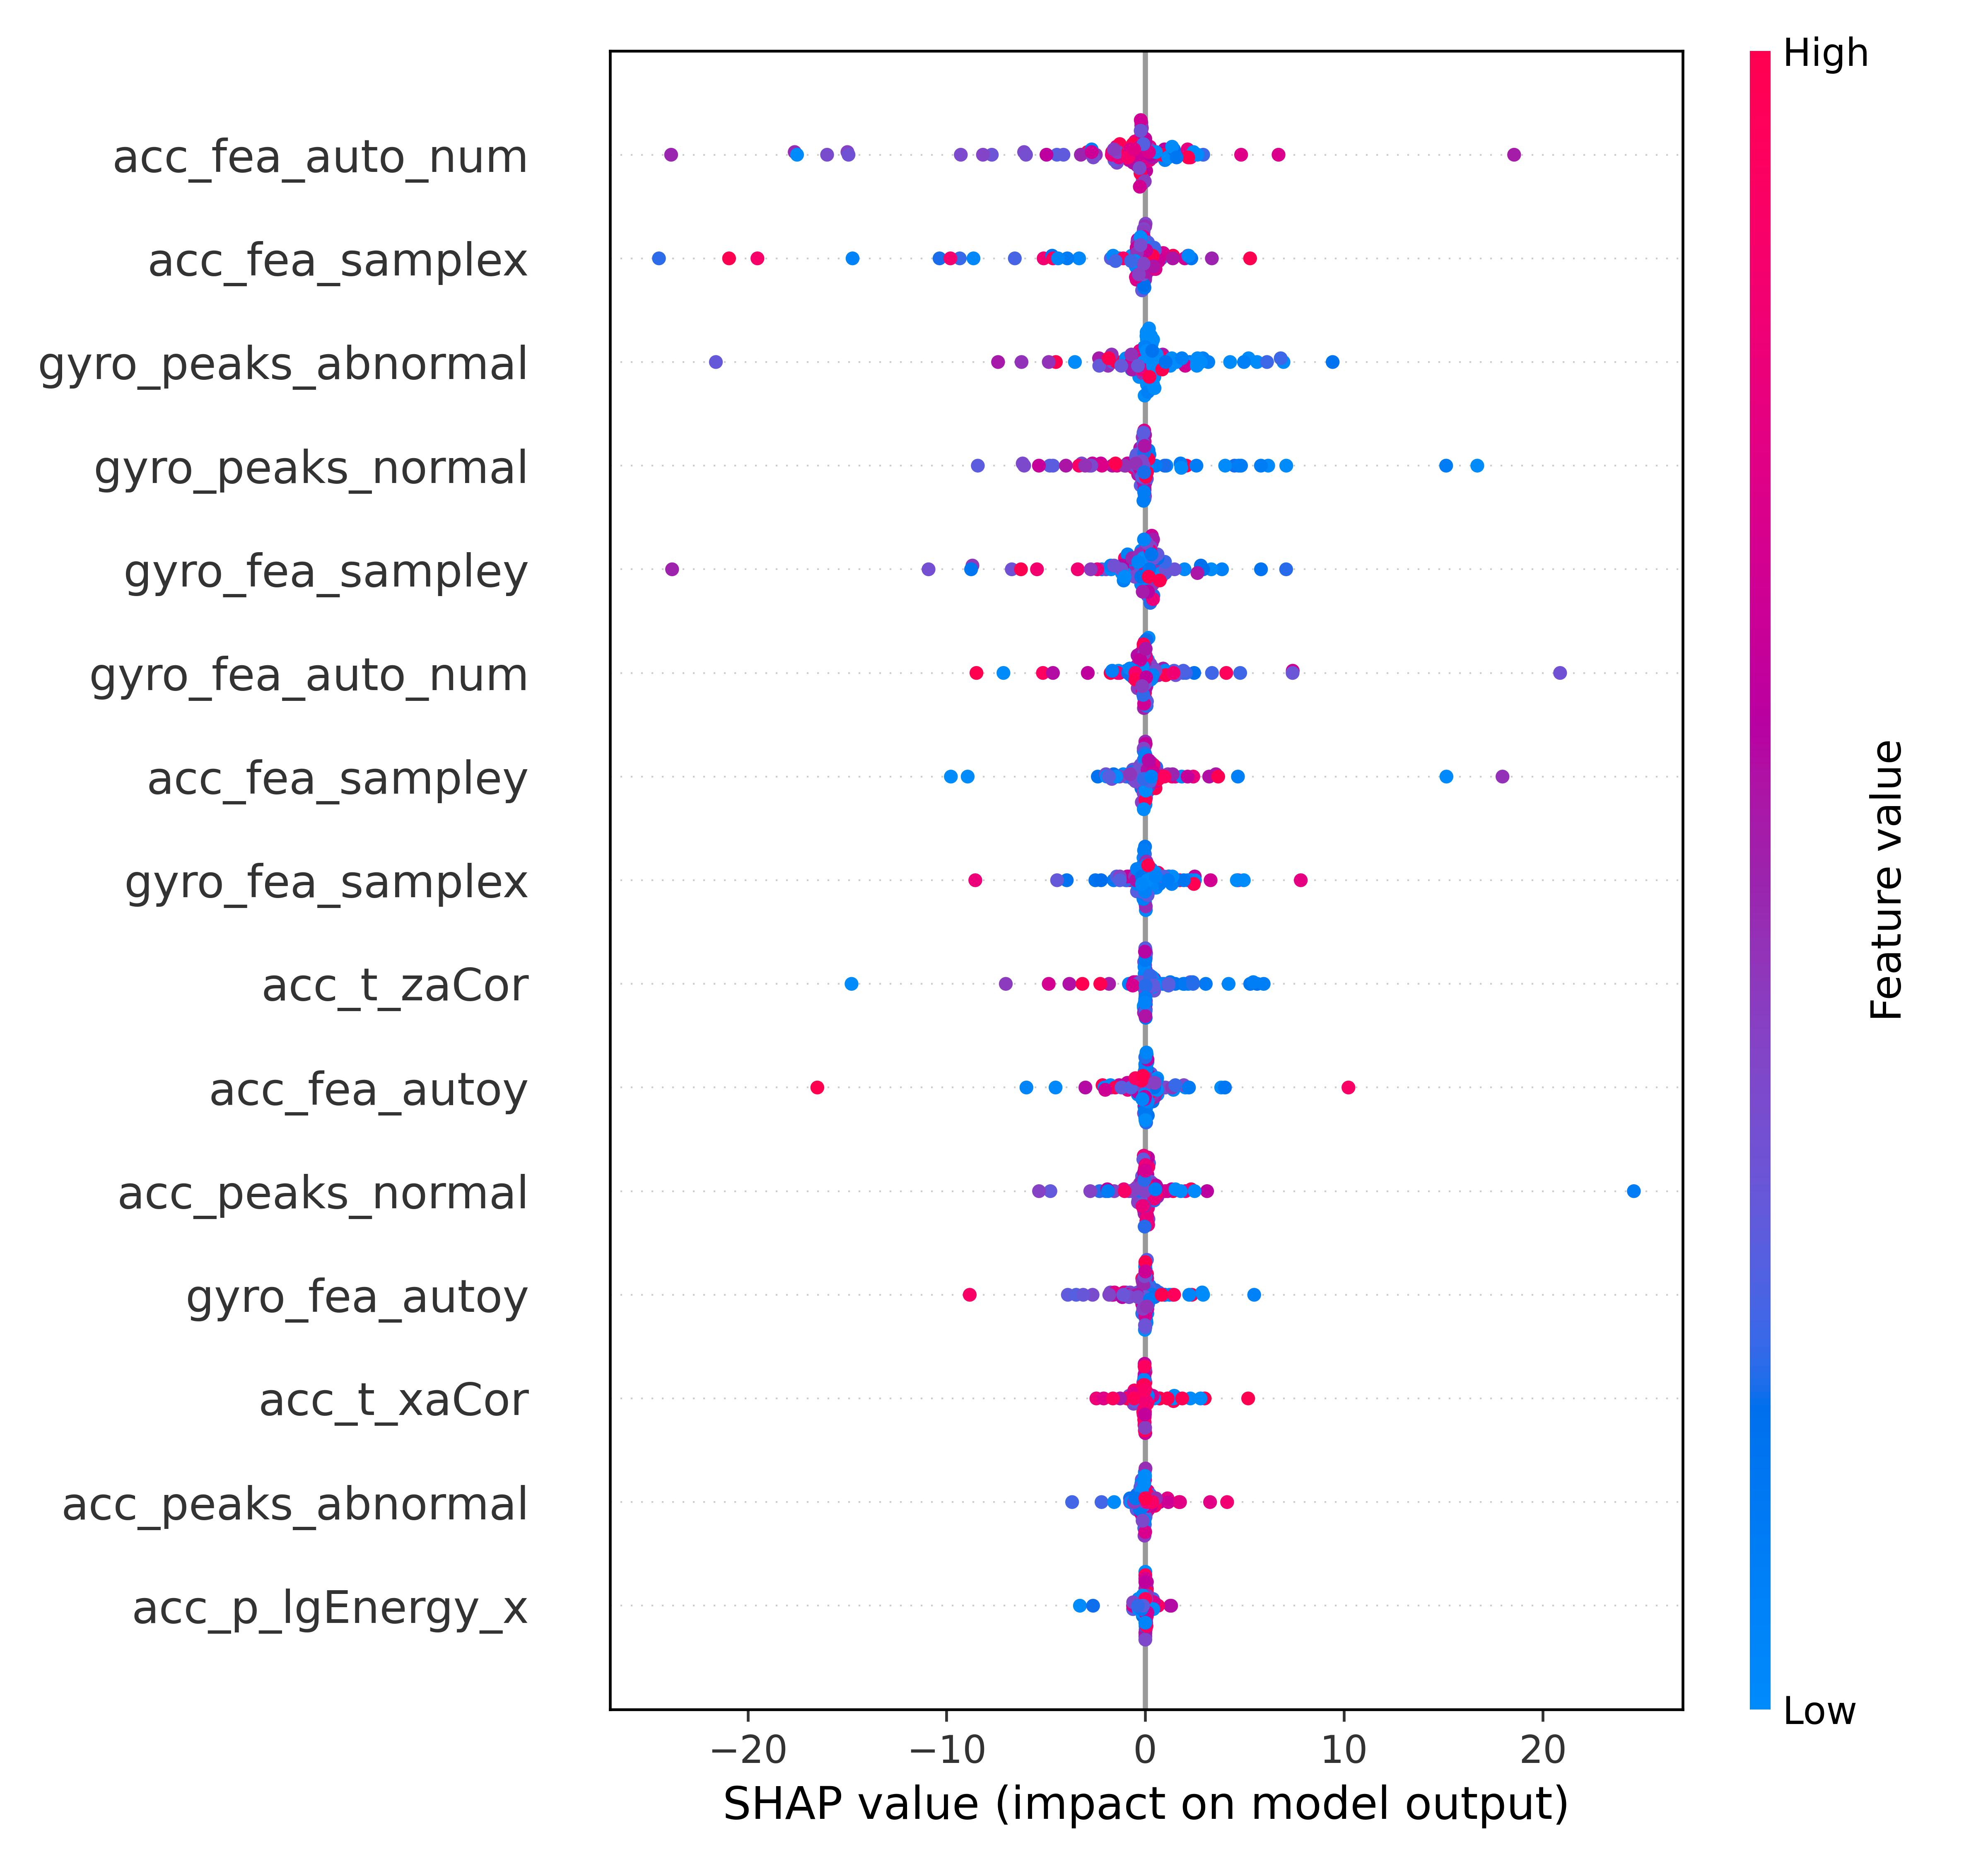 High
acc_fea_auto_num
acc_fea_samplex
gyro_peaks_abnormal
gyro_peaks_normal
gyro_fea_sampley
gyro_fea_auto_num
acc_fea_sampley
gyro_fea_samplex
acc_t_zaCor
acc_fea_autoy
acc_peaks_normal
gyro_fea_autoy
acc_t_xaCor
acc_peaks_abnormal
acc_p_lgEnergy_x
Feature value
Low
−20 −10 0 10 20
SHAP value (impact on model output)